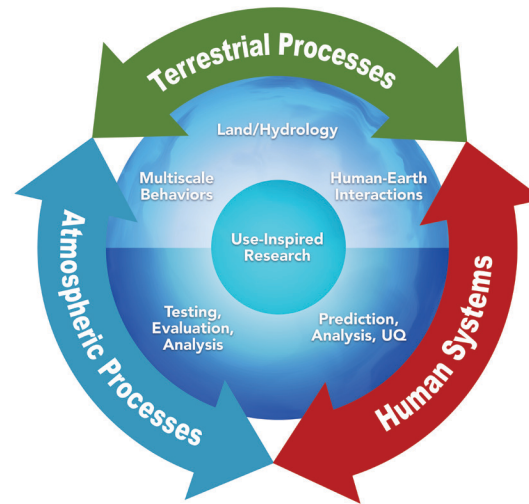 Terrestrial Processes
Land/Hydrology
Multiscale
Behaviors
Human-Earth
Interactions
Use-Inspired
Research
Testing,
Evaluation,
Analysis
Prediction,
Analysis, UQ
Atmospheric Processes
Human Systems